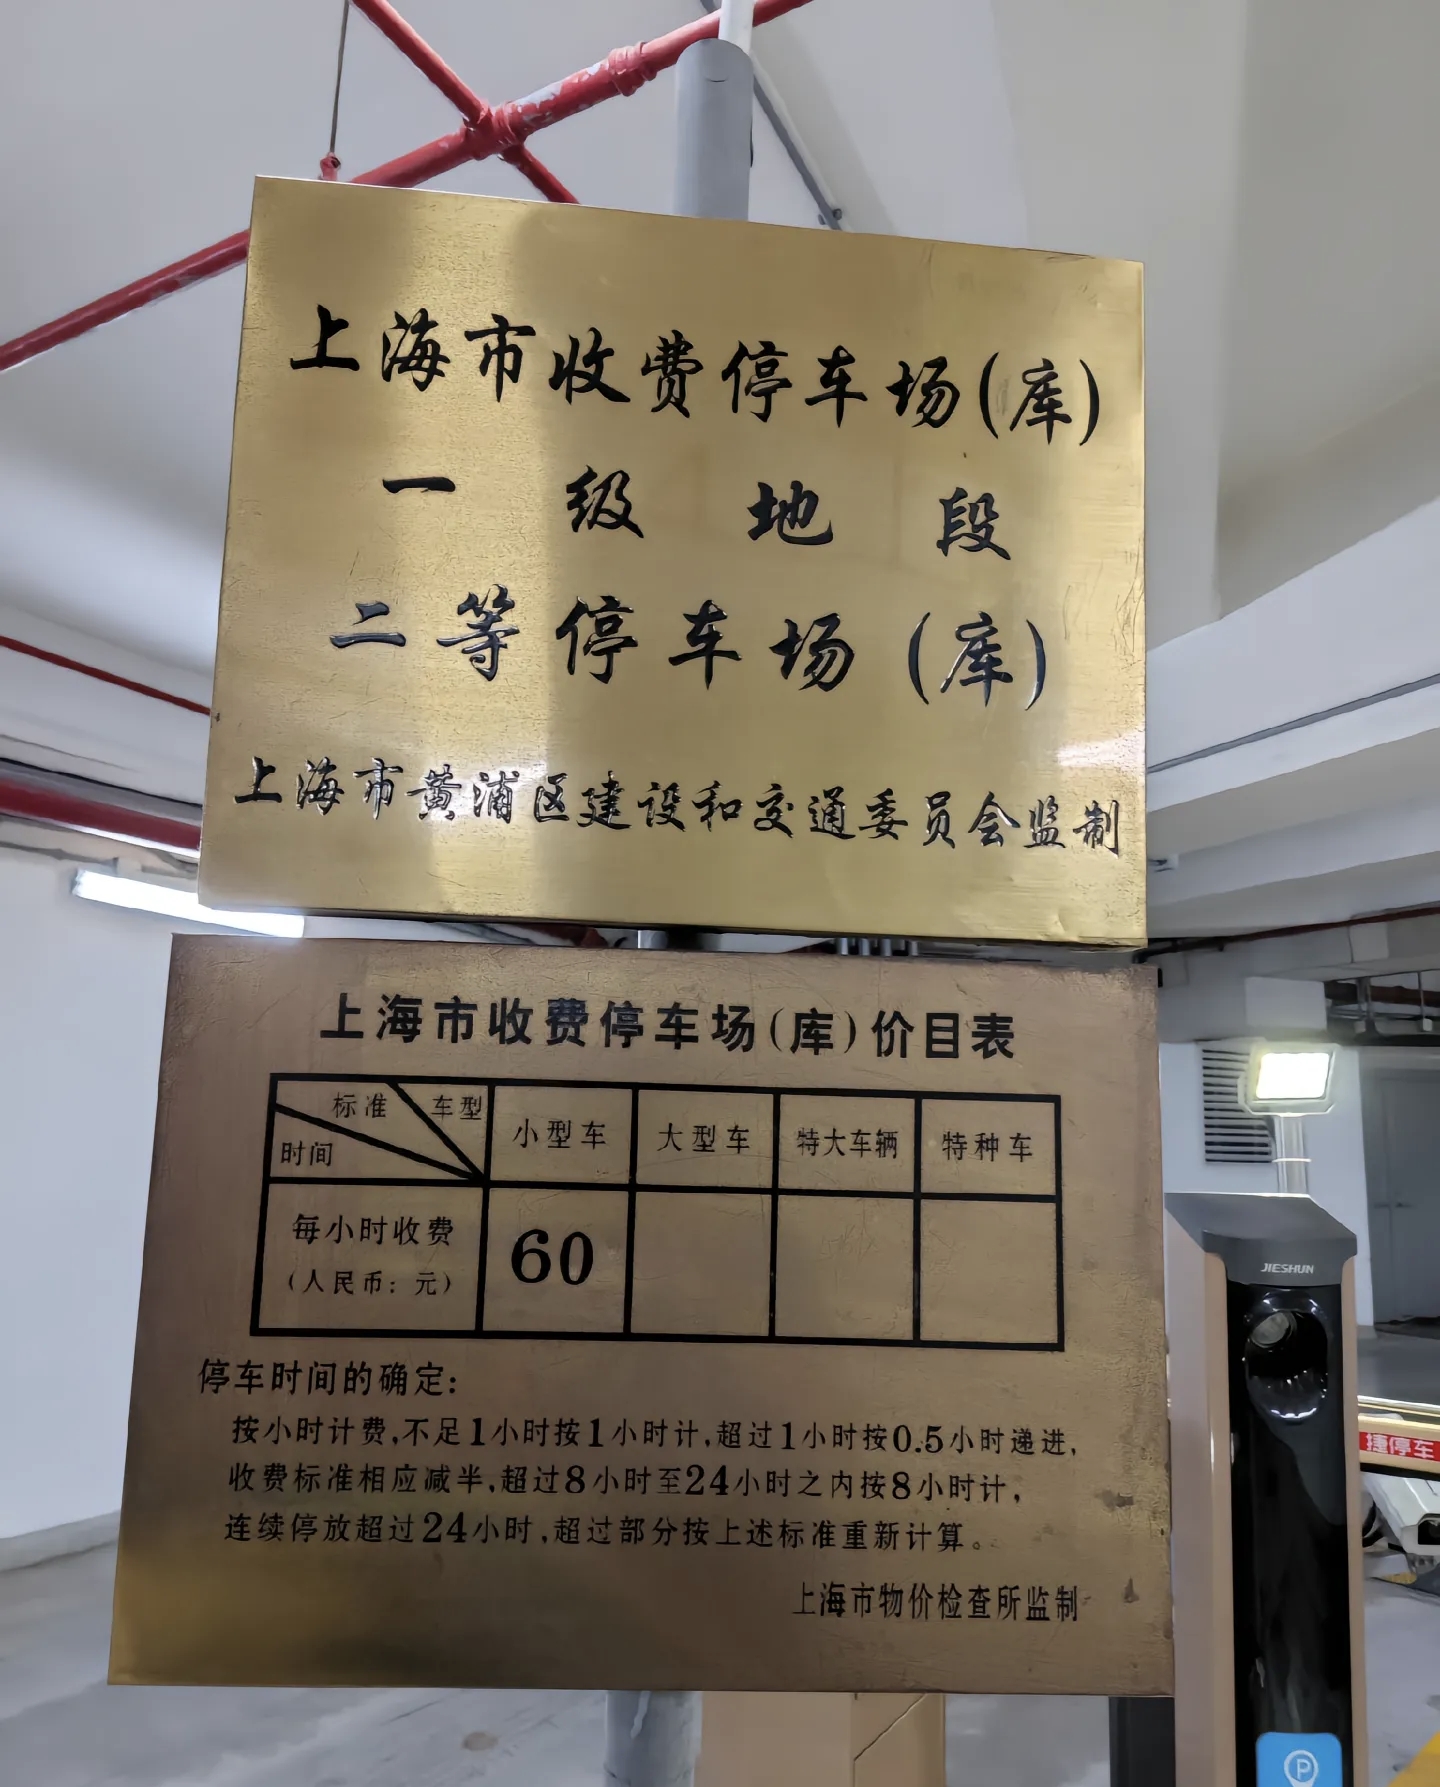 上海市收费停车场(库)
一级地段
二等停车场(库)
上海市黄浦区建设和交通委员会监制
上海市收费停车场(库)价目表
标准 车型 时间 小型车 大型车 特大车辆 特种车
每小时收费 60
(人民币:元)
停车时间的确定:
按小时计费,不足1小时按1小时计,超过1小时按0.5小时递进,
收费标准相应减半,超过8小时至24小时之内按8小时计,
连续停放超过24小时,超过部分按上述标准重新计算。
上海市物价检查所监制
JIESHUN
捷停车
P